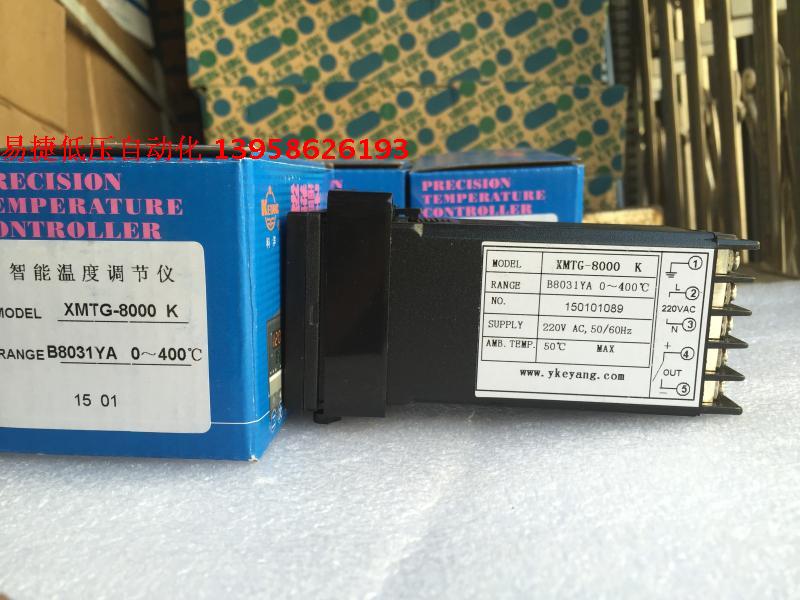 易捷低压自动化 13958626193
PRECISION
TEMPERATURE
CONTROLLER
智能温度调节仪
MODEL XMTG-8000 K
RANGE B8031YA 0～400℃
15 01
KEYANG
PRECISION
TEMPERATURE
CONTROLLER
MODEL XMTG-8000 K
RANGE B8031YA 0～400℃
NO. 150101089
SUPPLY 220V AC, 50/60Hz
AMB. TEMP. 50℃ MAX
www.ykeyang.com
1
L 2
220VAC
N 3
+ 4
OUT
— 5